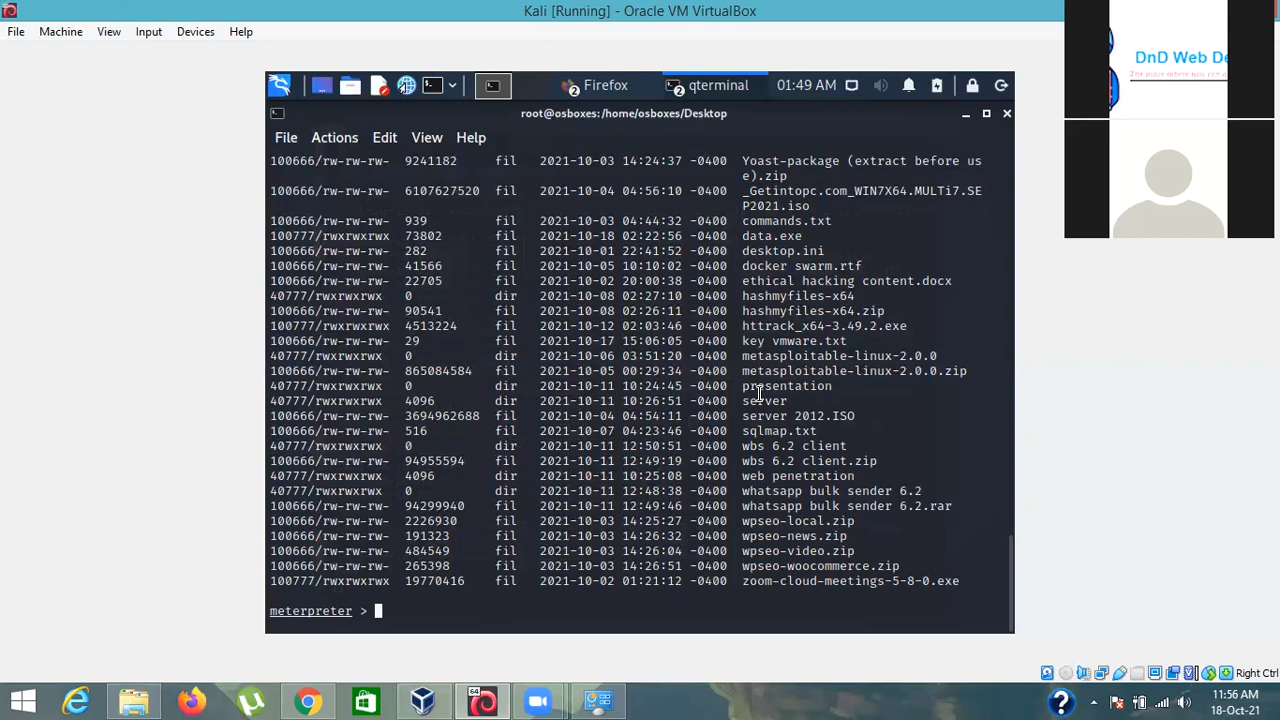 Kali [Running] - Oracle VM VirtualBox
File Machine View Input Devices Help
DnD Web De
Firefox qterminal 01:49 AM
root@osboxes:/home/osboxes/Desktop
File Actions Edit View Help
100666/rw-rw-rw- 9241182 fil 2021-10-03 14:24:37 -0400 Yoast-package (extract before us
e).zip
100666/rw-rw-rw- 6107627520 fil 2021-10-04 04:56:10 -0400 _Getintopc.com_WIN7X64.MULTi7.SE
P2021.iso
100666/rw-rw-rw- 939 fil 2021-10-03 04:44:32 -0400 commands.txt
100777/rwxrwxrwx 73802 fil 2021-10-18 02:22:56 -0400 data.exe
100666/rw-rw-rw- 282 fil 2021-10-01 22:41:52 -0400 desktop.ini
100666/rw-rw-rw- 41566 fil 2021-10-05 10:10:02 -0400 docker swarm.rtf
100666/rw-rw-rw- 22705 fil 2021-10-02 20:00:38 -0400 ethical hacking content.docx
40777/rwxrwxrwx 0 dir 2021-10-08 02:27:10 -0400 hashmyfiles-x64
100666/rw-rw-rw- 90541 fil 2021-10-08 02:26:11 -0400 hashmyfiles-x64.zip
100777/rwxrwxrwx 4513224 fil 2021-10-12 02:03:46 -0400 httrack_x64-3.49.2.exe
100666/rw-rw-rw- 29 fil 2021-10-17 15:06:05 -0400 key vmware.txt
40777/rwxrwxrwx 0 dir 2021-10-06 03:51:20 -0400 metasploitable-linux-2.0.0
100666/rw-rw-rw- 865084584 fil 2021-10-05 00:29:34 -0400 metasploitable-linux-2.0.0.zip
40777/rwxrwxrwx 0 dir 2021-10-11 10:24:45 -0400 presentation
40777/rwxrwxrwx 4096 dir 2021-10-11 10:26:51 -0400 server
100666/rw-rw-rw- 3694962688 fil 2021-10-04 04:54:11 -0400 server 2012.ISO
100666/rw-rw-rw- 516 fil 2021-10-07 04:23:46 -0400 sqlmap.txt
40777/rwxrwxrwx 0 dir 2021-10-11 12:50:51 -0400 wbs 6.2 client
100666/rw-rw-rw- 94955594 fil 2021-10-11 12:49:19 -0400 wbs 6.2 client.zip
40777/rwxrwxrwx 4096 dir 2021-10-11 10:25:08 -0400 web penetration
40777/rwxrwxrwx 0 dir 2021-10-11 12:48:38 -0400 whatsapp bulk sender 6.2
100666/rw-rw-rw- 94299940 fil 2021-10-11 12:49:46 -0400 whatsapp bulk sender 6.2.rar
100666/rw-rw-rw- 2226930 fil 2021-10-03 14:25:27 -0400 wpseo-local.zip
100666/rw-rw-rw- 191323 fil 2021-10-03 14:26:32 -0400 wpseo-news.zip
100666/rw-rw-rw- 484549 fil 2021-10-03 14:26:04 -0400 wpseo-video.zip
100666/rw-rw-rw- 265398 fil 2021-10-03 14:26:51 -0400 wpseo-woocommerce.zip
100777/rwxrwxrwx 19770416 fil 2021-10-02 01:21:12 -0400 zoom-cloud-meetings-5-8-0.exe
meterpreter >
Right Ctrl
11:56 AM
18-Oct-21